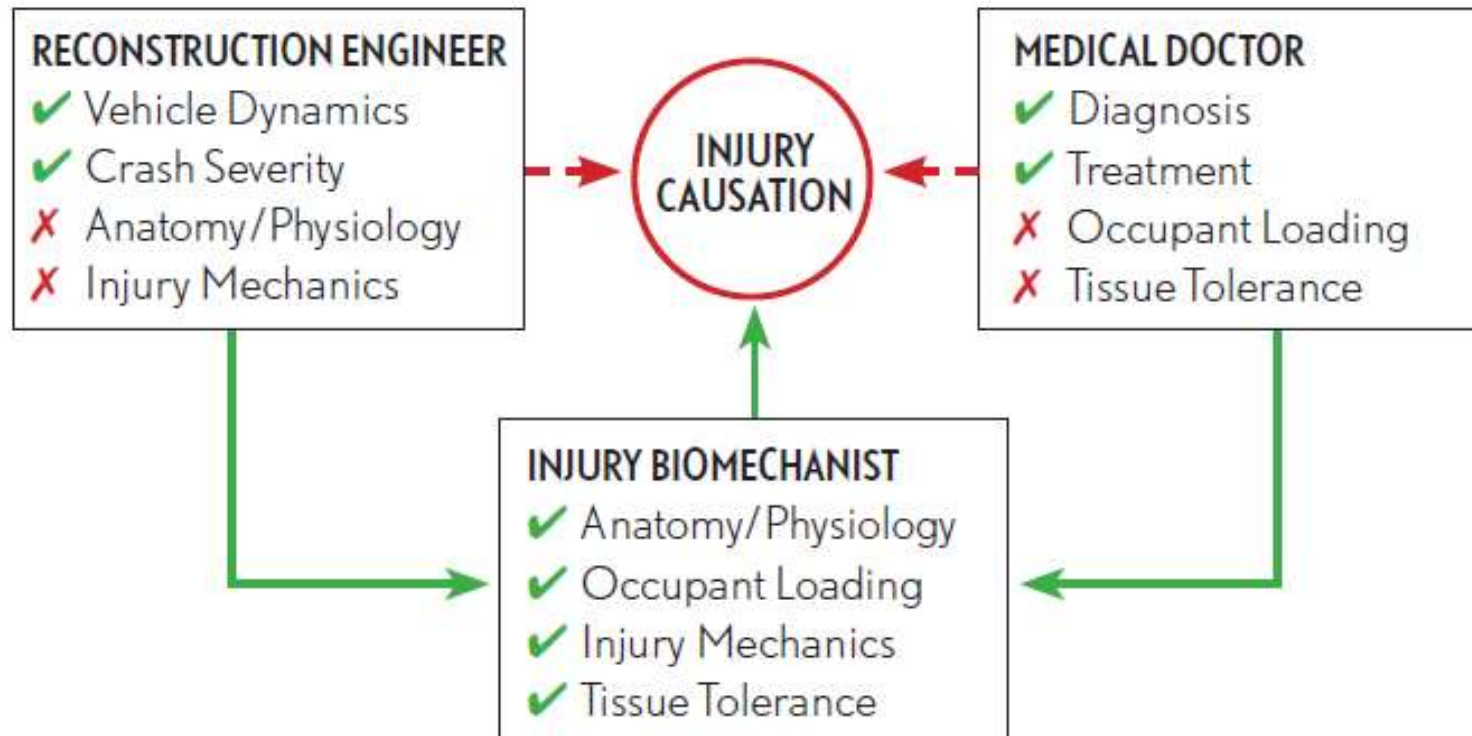 RECONSTRUCTION ENGINEER
✔ Vehicle Dynamics
✔ Crash Severity
✗ Anatomy/Physiology
✗ Injury Mechanics
INJURY
CAUSATION
MEDICAL DOCTOR
✔ Diagnosis
✔ Treatment
✗ Occupant Loading
✗ Tissue Tolerance
INJURY BIOMECHANIST
✔ Anatomy/Physiology
✔ Occupant Loading
✔ Injury Mechanics
✔ Tissue Tolerance